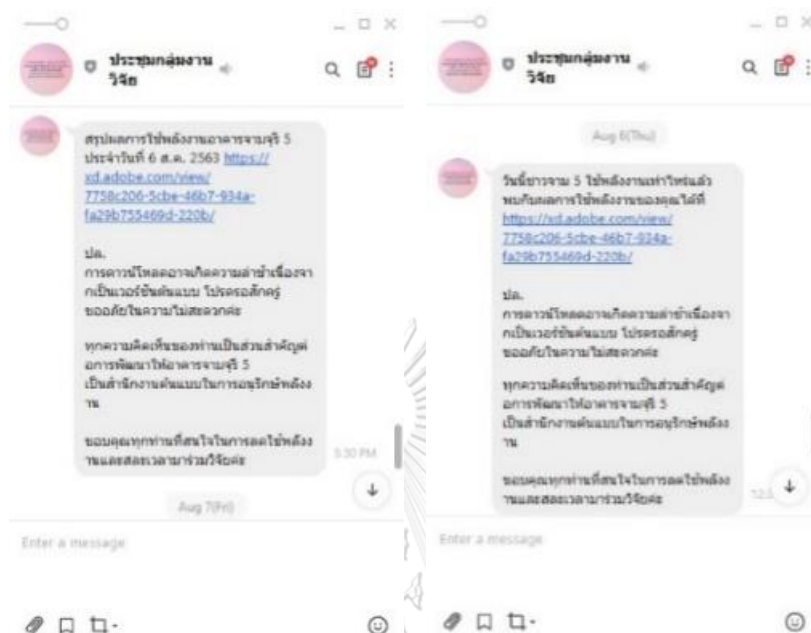 ประชุมกลุ่มงาน
วิจัย
สรุปผลการใช้พลังงานอาคารจามจุรี 5
ประจำวันที่ 6 ส.ค. 2563 https://
xd.adobe.com/view/
7758c206-5cbe-46b7-934a-
fa29b755469d-220b/
ปล.
การดาวน์โหลดอาจเกิดความล่าช้าเนื่องจา
กเป็นเวอร์ชันต้นแบบ โปรดรอสักครู่
ขออภัยในความไม่สะดวกค่ะ
ทุกความคิดเห็นของท่านเป็นส่วนสำคัญต่
อการพัฒนาให้อาคารจามจุรี 5
เป็นสำนักงานต้นแบบในการอนุรักษ์พลังง
าน
ขอบคุณทุกท่านที่สนใจในการลดใช้พลังง
านและสละเวลามาร่วมวิจัยค่ะ
5:30 PM
Aug 7(Fri)
Enter a message
ประชุมกลุ่มงาน
วิจัย
Aug 6(Thu)
วันนี้ชาวจาม 5 ใช้พลังงานเท่าไหร่แล้ว
พบกับผลการใช้พลังงานของคุณได้ที่
https://xd.adobe.com/view/
7758c206-5cbe-46b7-934a-
fa29b755469d-220b/
ปล.
การดาวน์โหลดอาจเกิดความล่าช้าเนื่องจา
กเป็นเวอร์ชันต้นแบบ โปรดรอสักครู่
ขออภัยในความไม่สะดวกค่ะ
ทุกความคิดเห็นของท่านเป็นส่วนสำคัญต่
อการพัฒนาให้อาคารจามจุรี 5
เป็นสำนักงานต้นแบบในการอนุรักษ์พลังง
าน
ขอบคุณทุกท่านที่สนใจในการลดใช้พลังง
านและสละเวลามาร่วมวิจัยค่ะ
Enter a message